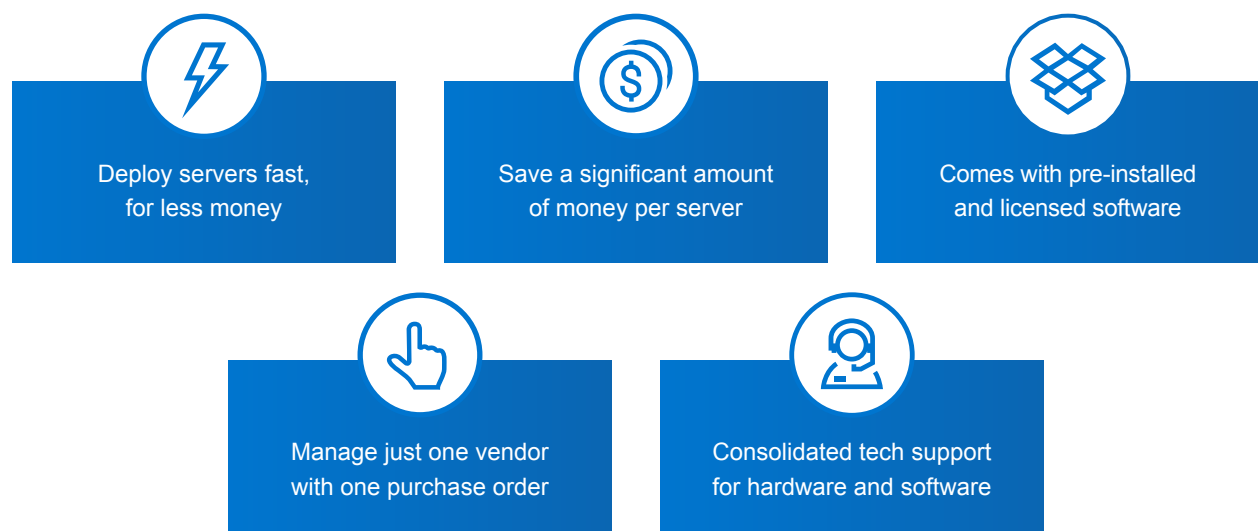 Deploy servers fast,
for less money
Save a significant amount
of money per server
Comes with pre-installed
and licensed software
Manage just one vendor
with one purchase order
Consolidated tech support
for hardware and software